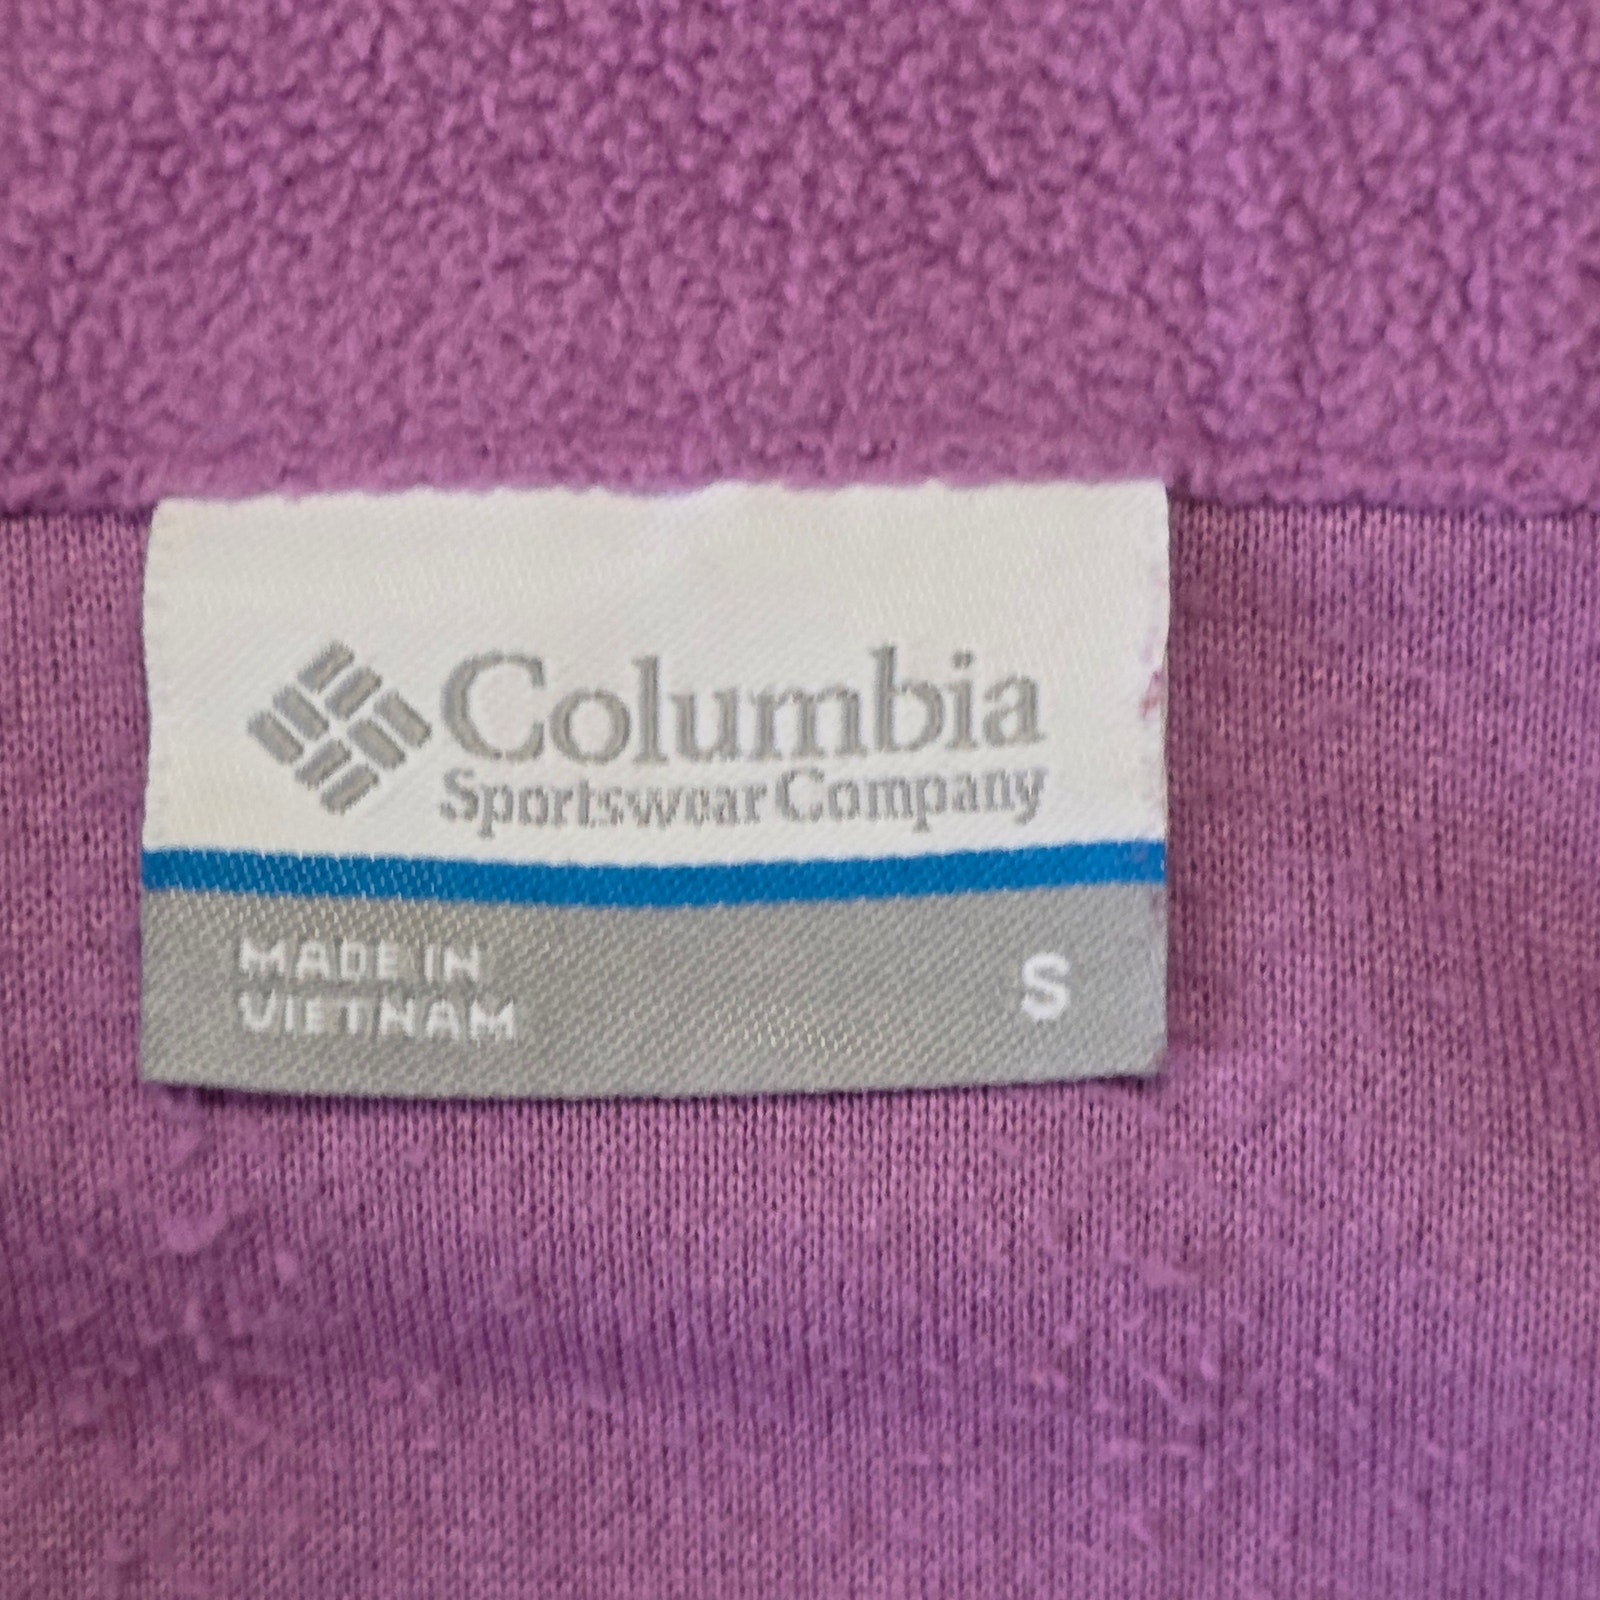 Columbia
Sportswear Company
MADE IN
VIETNAM
S